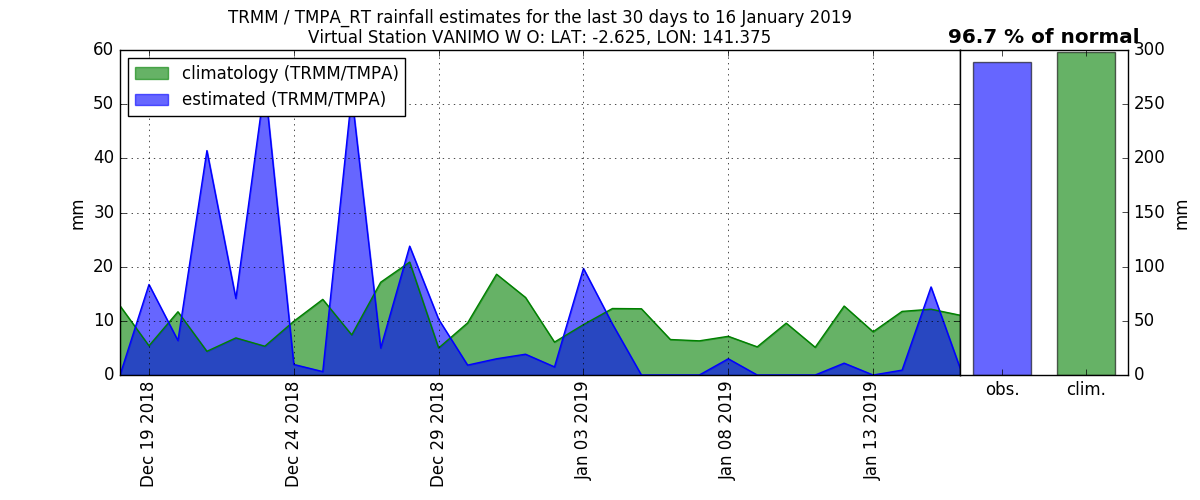 TRMM / TMPA_RT rainfall estimates for the last 30 days to 16 January 2019
Virtual Station VANIMO W O: LAT: -2.625, LON: 141.375
96.7 % of normal
climatology (TRMM/TMPA)
estimated (TRMM/TMPA)
60
50
40
30
20
10
0
mm
Dec 19 2018
Dec 24 2018
Dec 29 2018
Jan 03 2019
Jan 08 2019
Jan 13 2019
300
250
200
150
100
50
0
mm
obs.
clim.